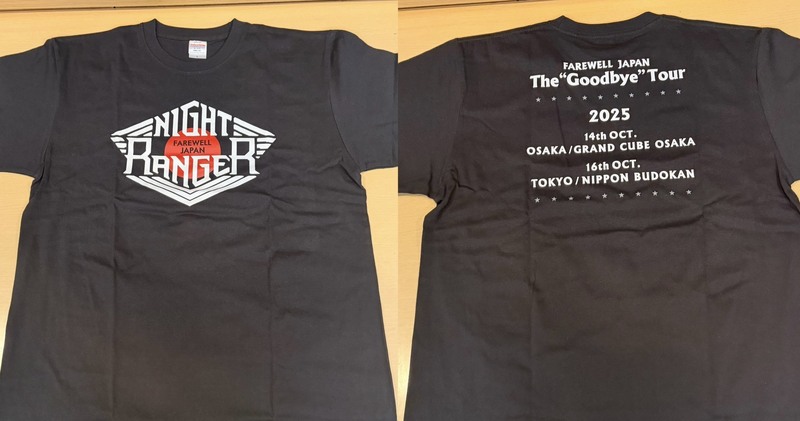 NIGHT
FAREWELL
JAPAN
RANGER
FAREWELL JAPAN
The "Goodbye" Tour
2025
14th OCT.
OSAKA/GRAND CUBE OSAKA
16th OCT.
TOKYO/NIPPON BUDOKAN